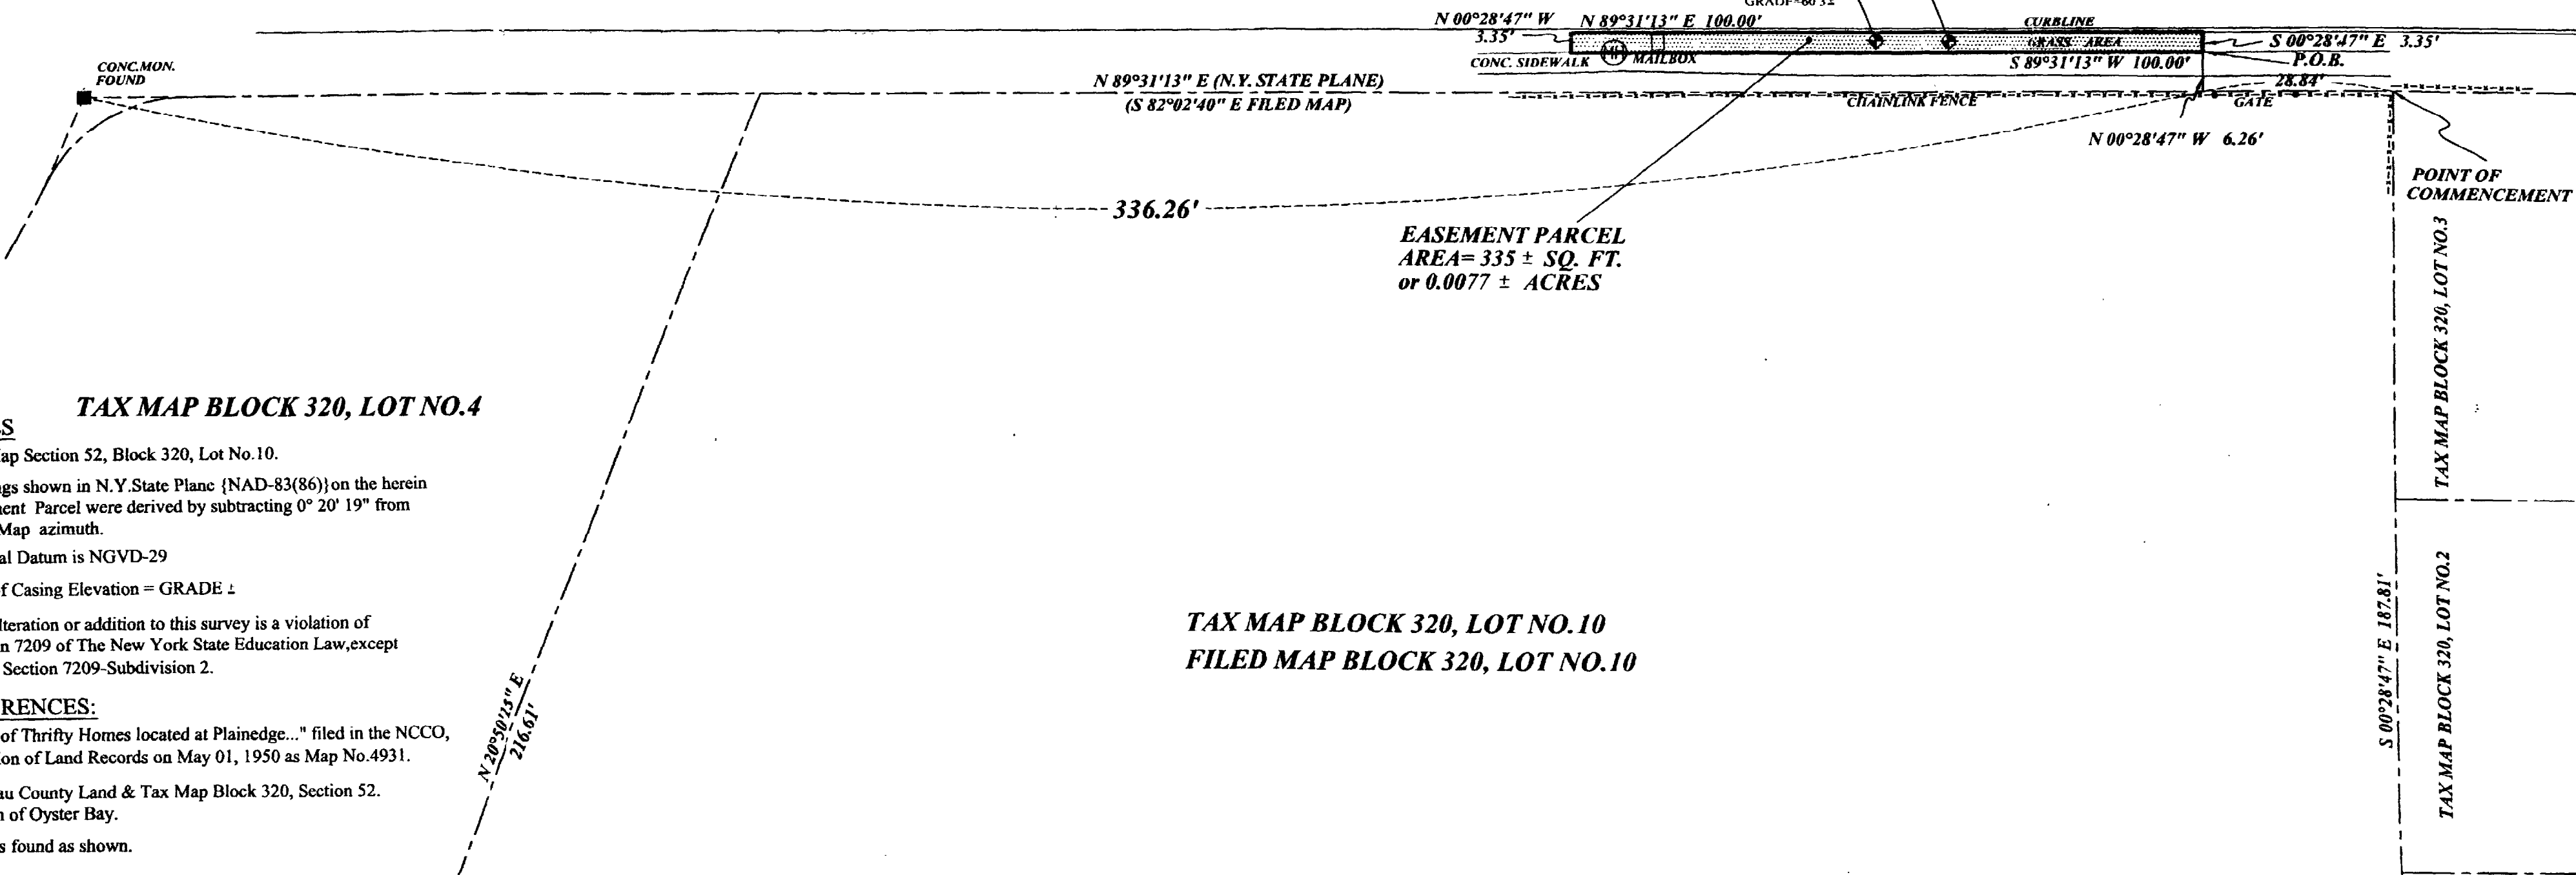 GRADE=60.3±
N 00°28'47" W
3.35'
N 89°31'13" E 100.00'
CURBLINE
GRASS AREA
S 00°28'47" E 3.35'
CONC. SIDEWALK
MH
MAILBOX
S 89°31'13" W 100.00'
P.O.B.
28.84'
CONC.MON.
FOUND
N 89°31'13" E (N.Y. STATE PLANE)
(S 82°02'40" E FILED MAP)
CHAINLINK FENCE
GATE
N 00°28'47" W 6.26'
POINT OF
COMMENCEMENT
336.26'
EASEMENT PARCEL
AREA= 335 ± SQ. FT.
or 0.0077 ± ACRES
TAX MAP BLOCK 320, LOT NO.3
TAX MAP BLOCK 320, LOT NO.4
ES
ap Section 52, Block 320, Lot No.10.
gs shown in N.Y.State Plane {NAD-83(86)}on the herein
ent Parcel were derived by subtracting 0° 20' 19" from
Map azimuth.
al Datum is NGVD-29
f Casing Elevation = GRADE ±
lteration or addition to this survey is a violation of
n 7209 of The New York State Education Law,except
Section 7209-Subdivision 2.
RENCES:
of Thrifty Homes located at Plainedge..." filed in the NCCO,
on of Land Records on May 01, 1950 as Map No.4931.
au County Land & Tax Map Block 320, Section 52.
n of Oyster Bay.
s found as shown.
N 20°50'15" E
216.61'
TAX MAP BLOCK 320, LOT NO.10
FILED MAP BLOCK 320, LOT NO.10
S 00°28'47" E 187.81'
TAX MAP BLOCK 320, LOT NO.2